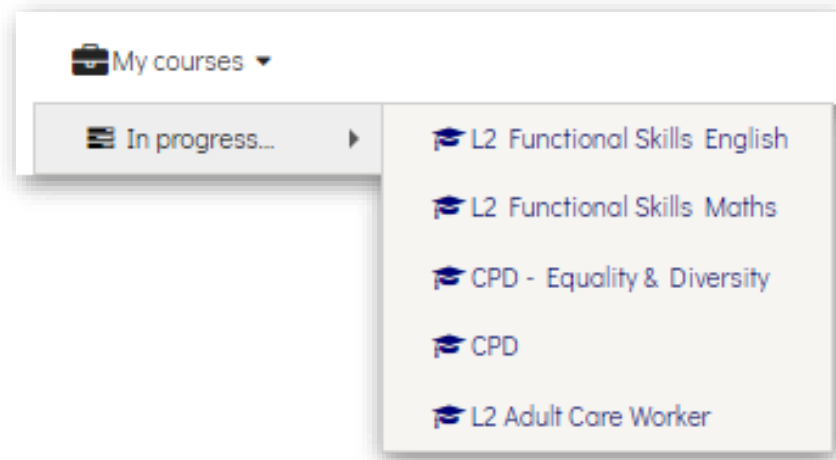 My courses
In progress...
L2 Functional Skills English
L2 Functional Skills Maths
CPD - Equality & Diversity
CPD
L2 Adult Care Worker